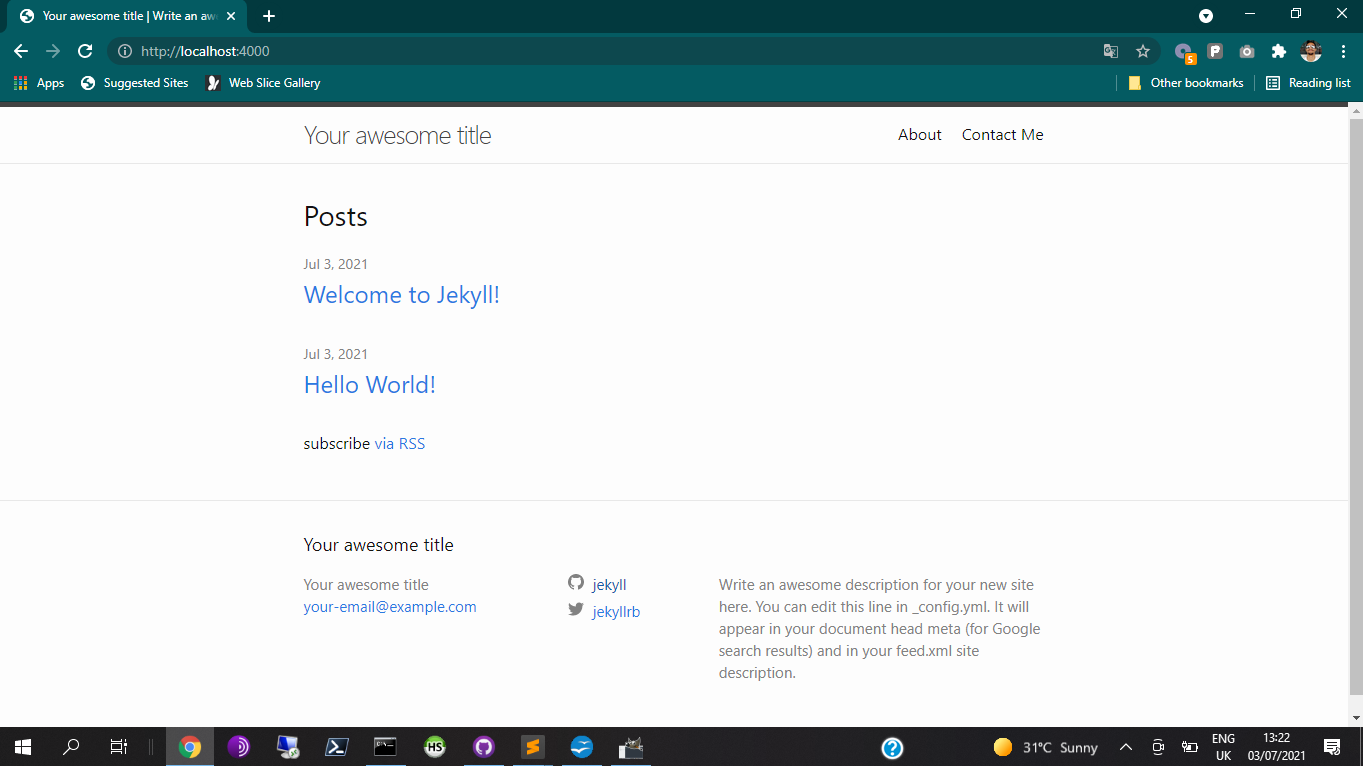 Your awesome title | Write an aw
http://localhost:4000
5
P
Apps
Suggested Sites
Web Slice Gallery
Other bookmarks
Reading list
Your awesome title
About
Contact Me
Posts
Jul 3, 2021
Welcome to Jekyll!
Jul 3, 2021
Hello World!
subscribe via RSS
Your awesome title
Your awesome title
your-email@example.com
jekyll
jekyllrb
Write an awesome description for your new site
here. You can edit this line in _config.yml. It will
appear in your document head meta (for Google
search results) and in your feed.xml site
description.
HS
31°C Sunny
ENG
UK
13:22
03/07/2021